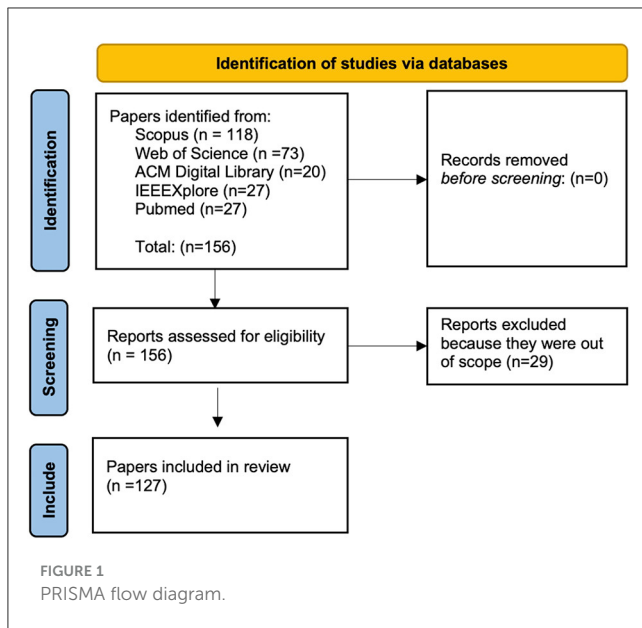 Identification of studies via databases
Identification
Papers identified from:
Scopus (n = 118)
Web of Science (n =73)
ACM Digital Library (n=20)
IEEEXplore (n=27)
Pubmed (n=27)
Total: (n=156)
Records removed
before screening: (n=0)
Screening
Reports assessed for eligibility
(n = 156)
Reports excluded
because they were out
of scope (n=29)
Include
Papers included in review
(n =127)
FIGURE 1
PRISMA flow diagram.